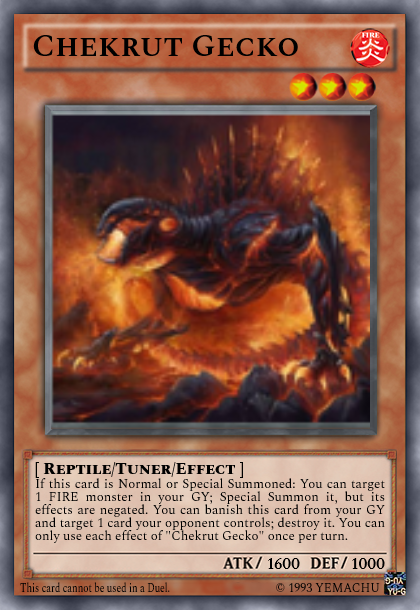 CHEKRUT GECKO
FIRE
炎
[ REPTILE/TUNER/EFFECT ]
If this card is Normal or Special Summoned: You can target
1 FIRE monster in your GY; Special Summon it, but its
effects are negated. You can banish this card from your GY
and target 1 card your opponent controls; destroy it. You can
only use each effect of "Chekrut Gecko" once per turn.
ATK/ 1600 DEF/ 1000
This card cannot be used in a Duel.
© 1993 YEMACHU